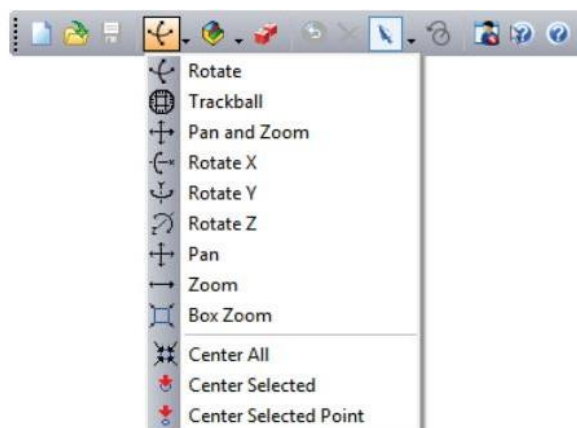 Rotate
Trackball
Pan and Zoom
Rotate X
Rotate Y
Rotate Z
Pan
Zoom
Box Zoom
Center All
Center Selected
Center Selected Point